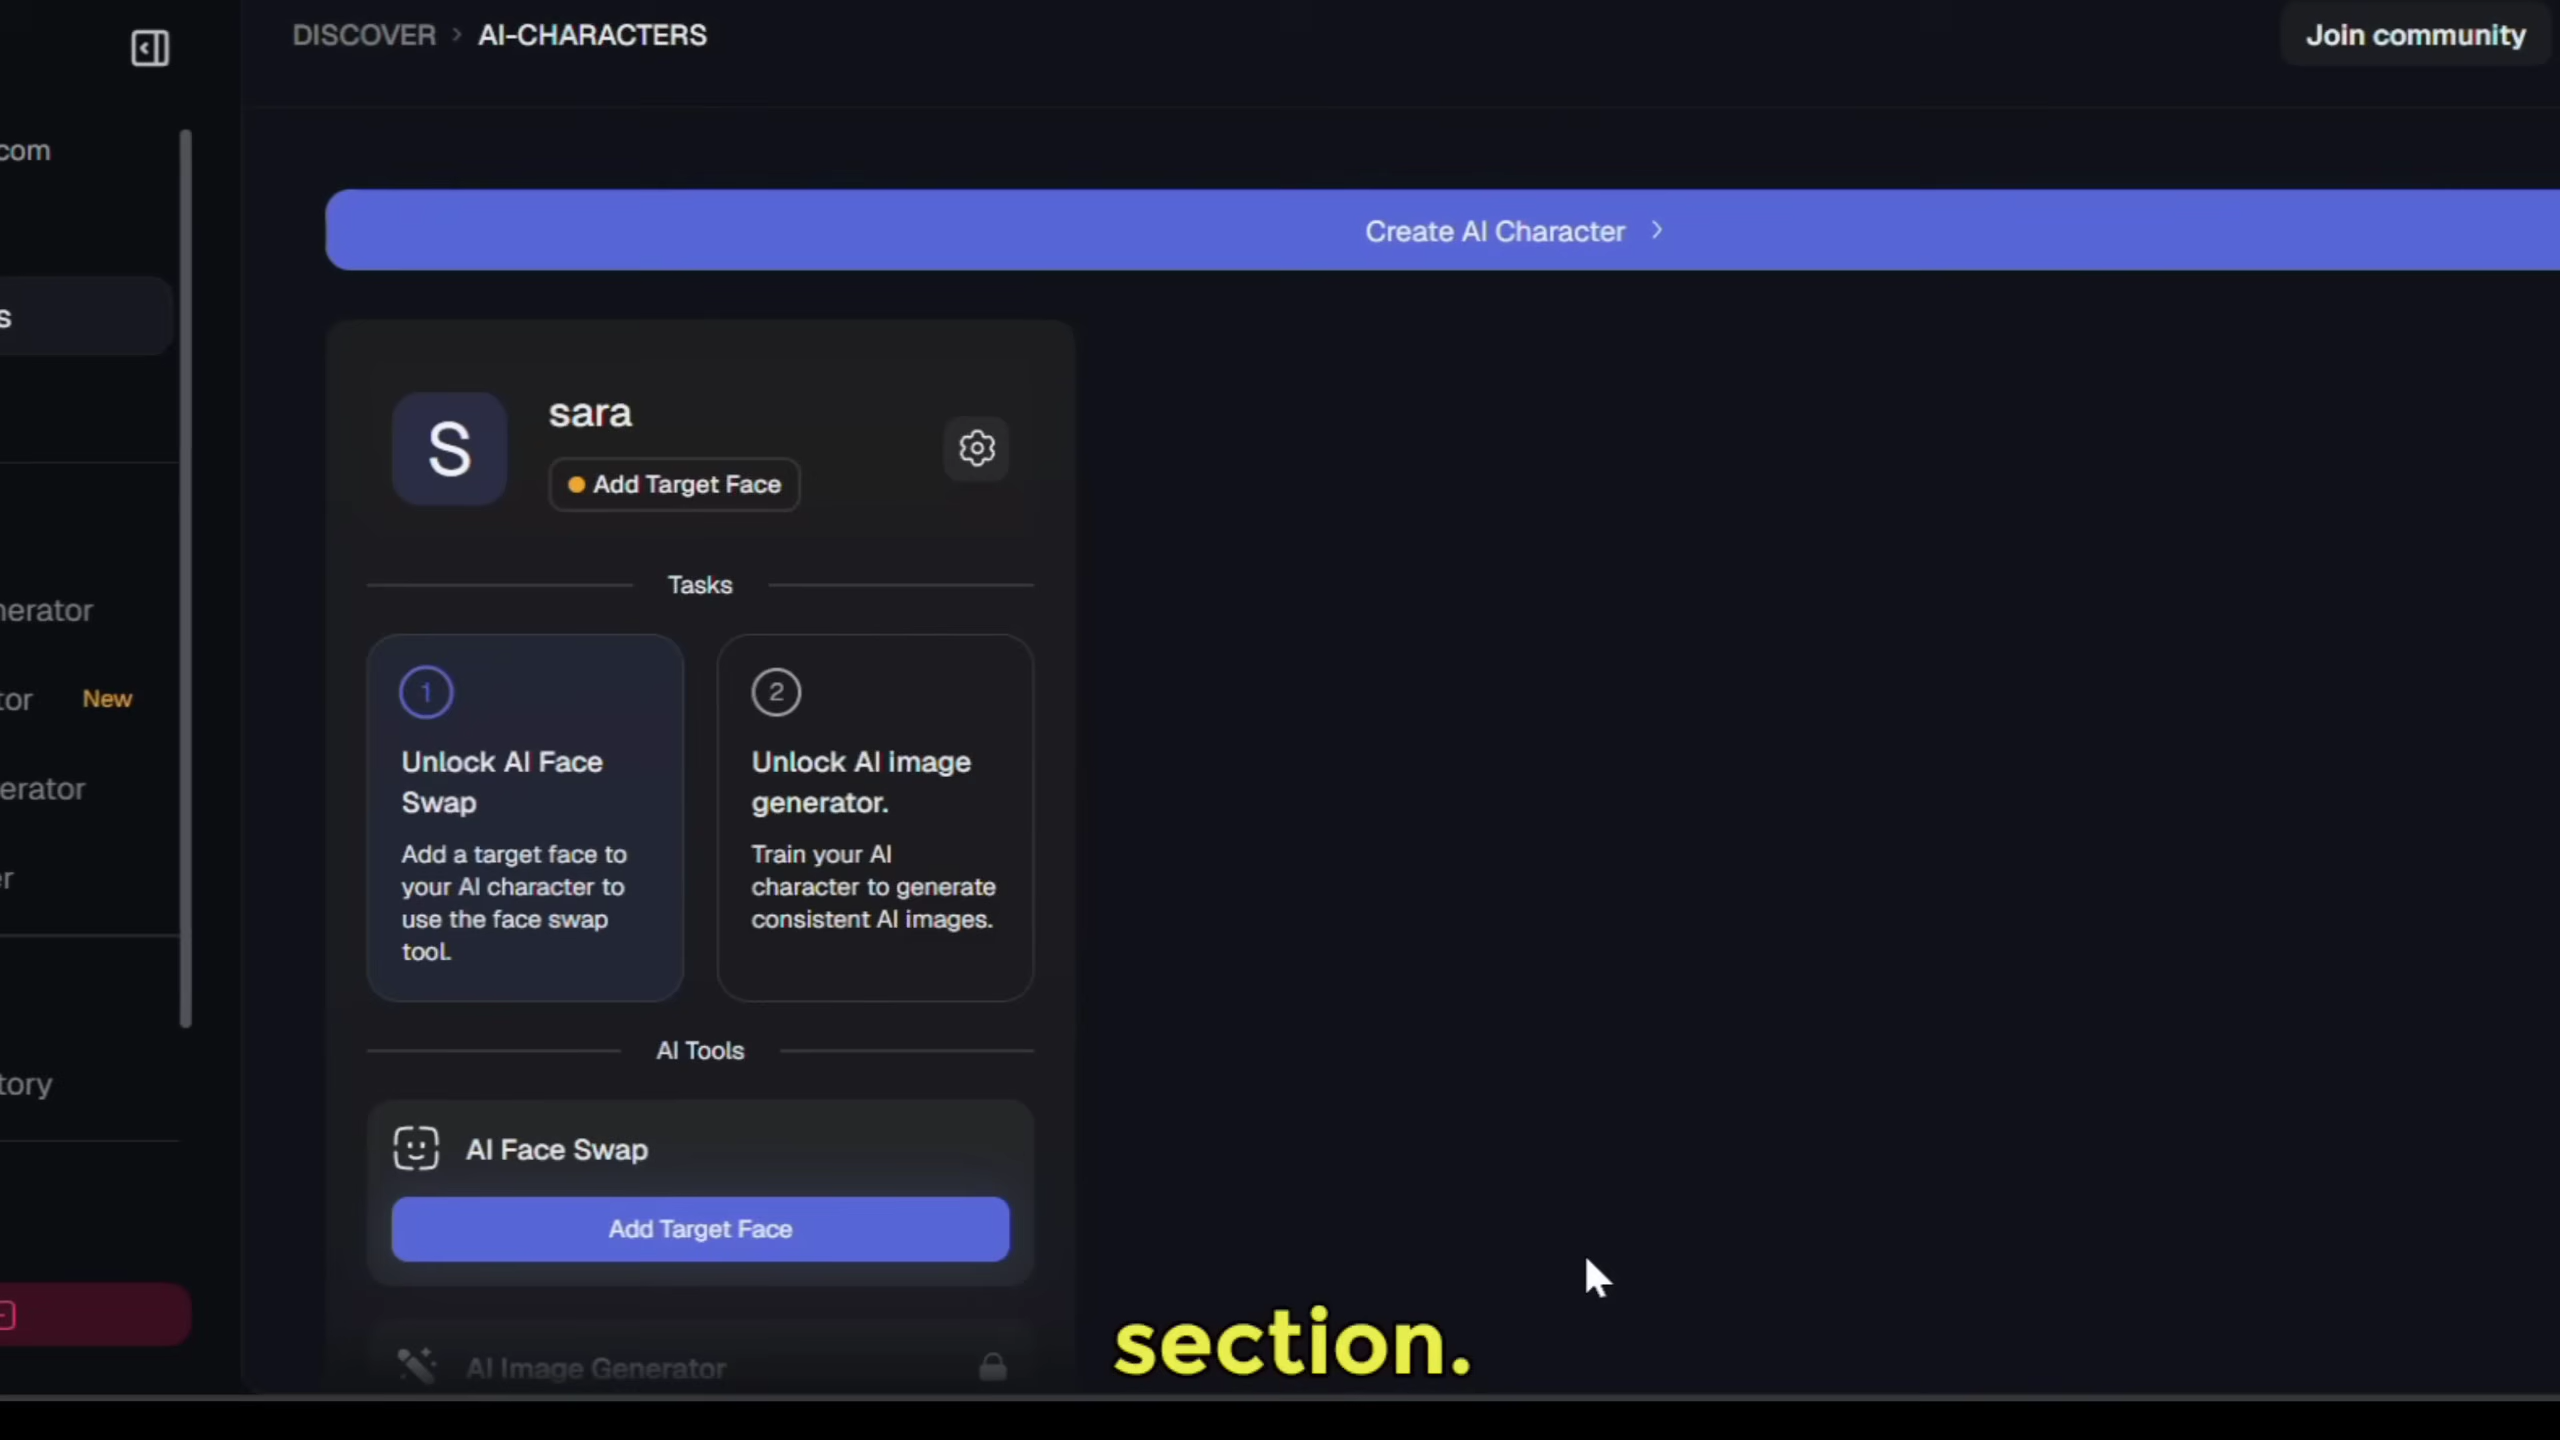 DISCOVER > AI-CHARACTERS
Join community
com
s
Create AI Character >
S
sara
Add Target Face
Tasks
nerator
tor New
erator
er
tory
1
Unlock AI Face
Swap
Add a target face to
your AI character to
use the face swap
tool.
2
Unlock AI image
generator.
Train your AI
character to generate
consistent AI images.
AI Tools
AI Face Swap
Add Target Face
AI Image Generator
section.